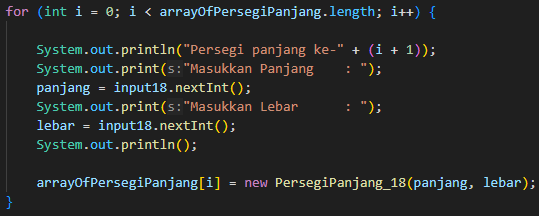 for (int i = 0; i < arrayOfPersegiPanjang.length; i++) {
System.out.println("Persegi panjang ke-" + (i + 1));
System.out.print(s:"Masukkan Panjang    : ");
panjang = input18.nextInt();
System.out.print(s:"Masukkan Lebar      : ");
lebar = input18.nextInt();
System.out.println();
arrayOfPersegiPanjang[i] = new PersegiPanjang_18(panjang, lebar);
}